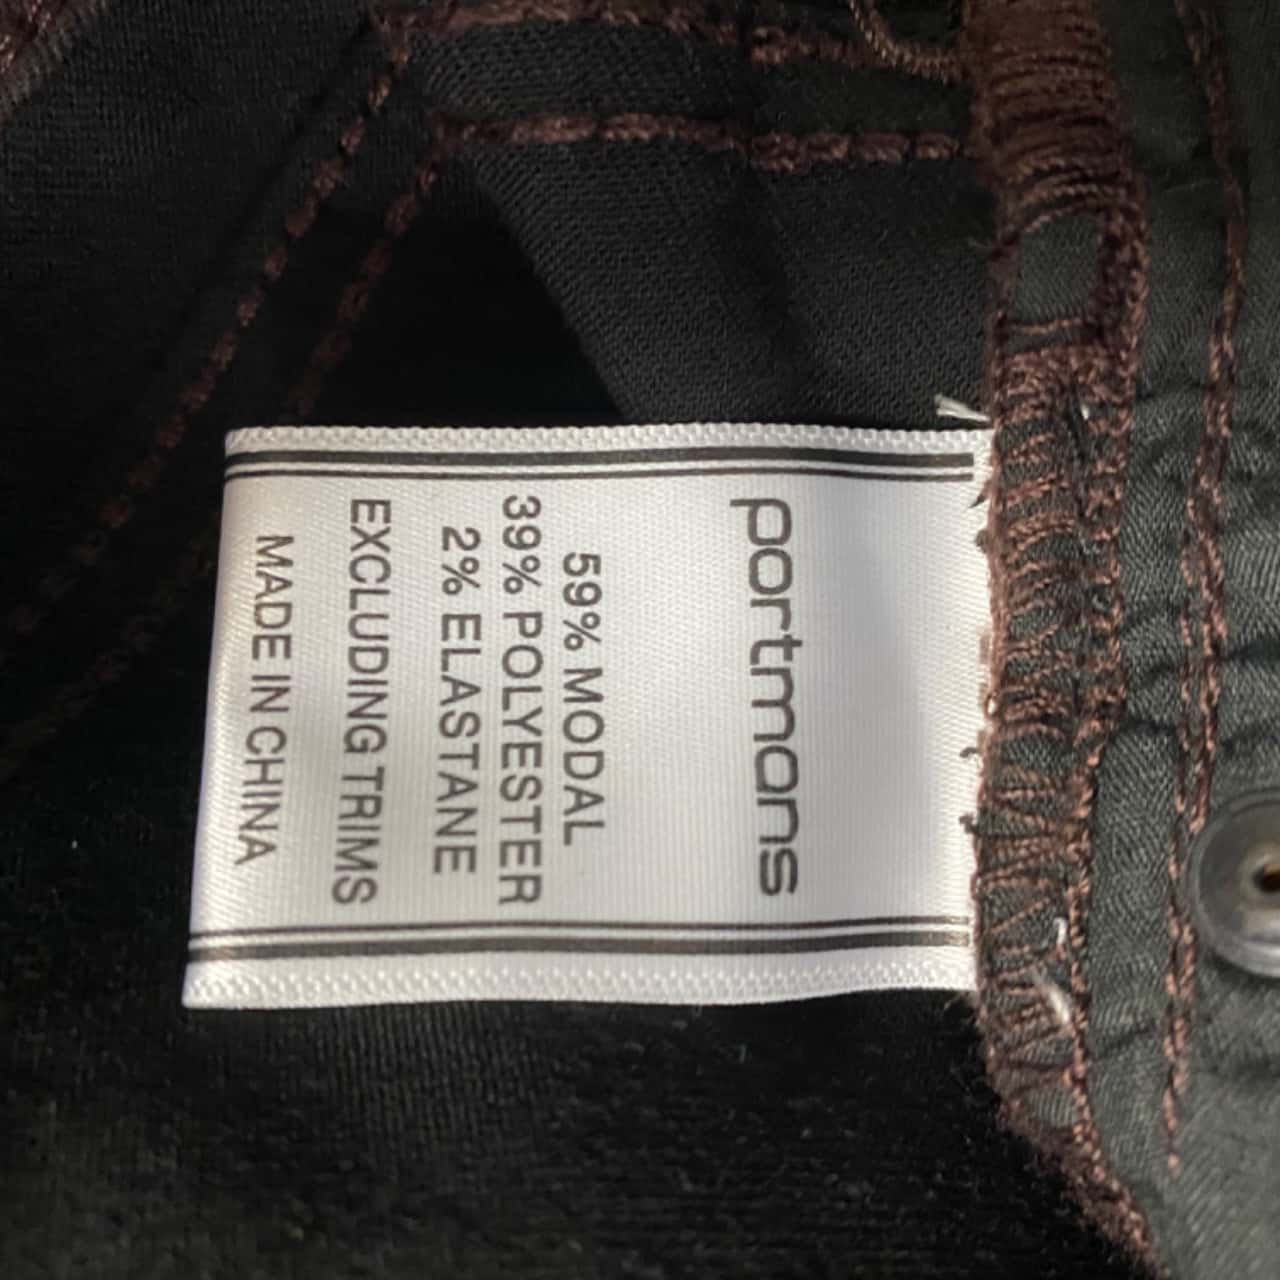 portmans
59% MODAL
39% POLYESTER
2% ELASTANE
EXCLUDING TRIMS
MADE IN CHINA